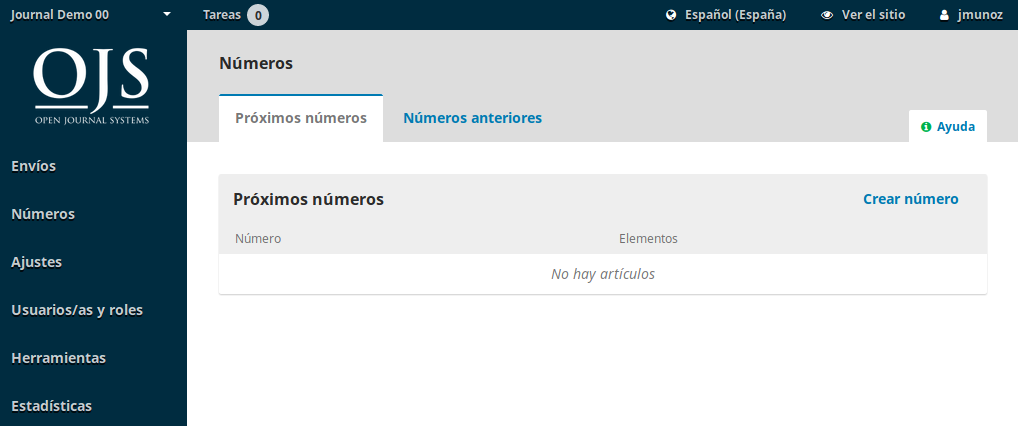 Journal Demo 00
Tareas 0
Español (España)
Ver el sitio
jmunoz
OJS
OPEN JOURNAL SYSTEMS
Envíos
Números
Ajustes
Usuarios/as y roles
Herramientas
Estadísticas
Números
Próximos números
Números anteriores
Ayuda
Próximos números
Crear número
Número
Elementos
No hay artículos